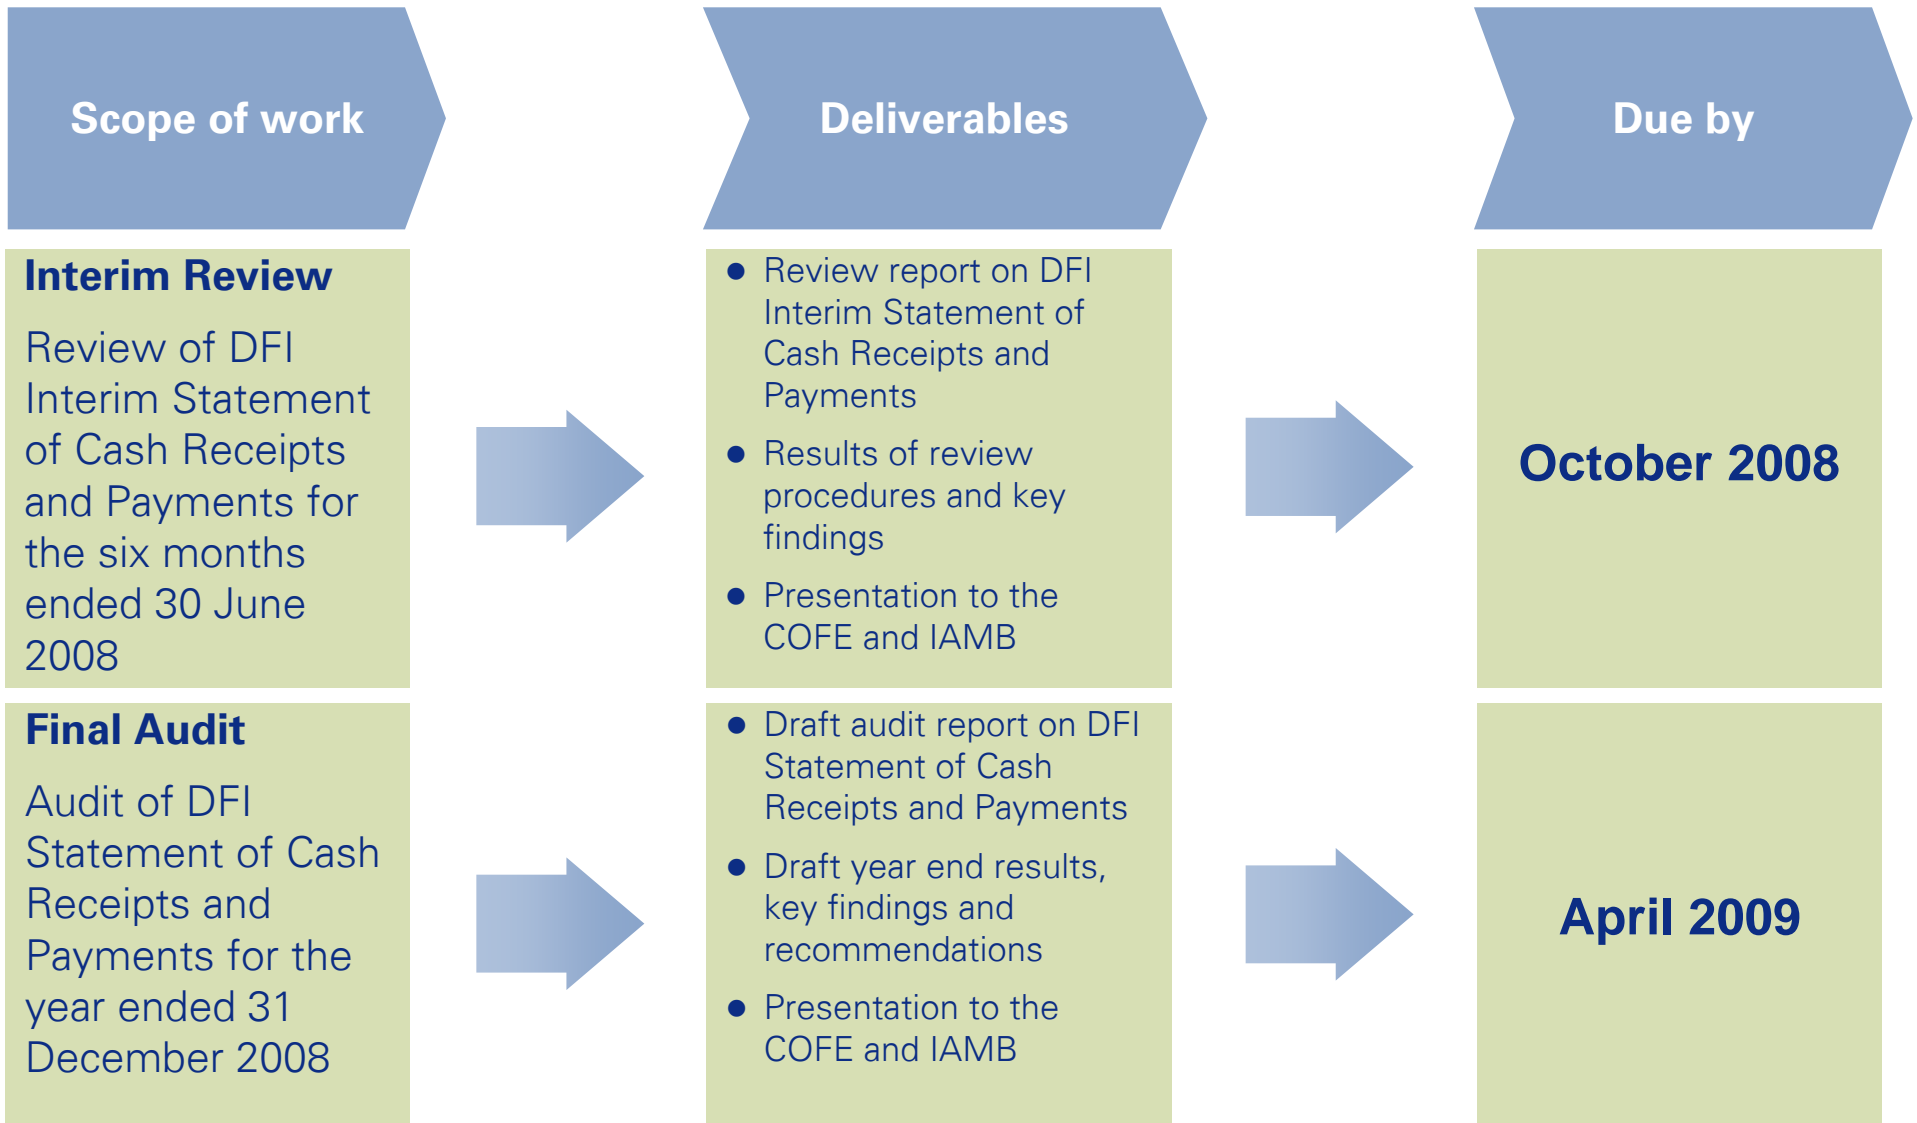 Scope of work
Deliverables
Due by
Interim Review
Review of DFI
Interim Statement
of Cash Receipts
and Payments for
the six months
ended 30 June
2008
● Review report on DFI
Interim Statement of
Cash Receipts and
Payments
● Results of review
procedures and key
findings
● Presentation to the
COFE and IAMB
October 2008
Final Audit
Audit of DFI
Statement of Cash
Receipts and
Payments for the
year ended 31
December 2008
● Draft audit report on DFI
Statement of Cash
Receipts and Payments
● Draft year end results,
key findings and
recommendations
● Presentation to the
COFE and IAMB
April 2009